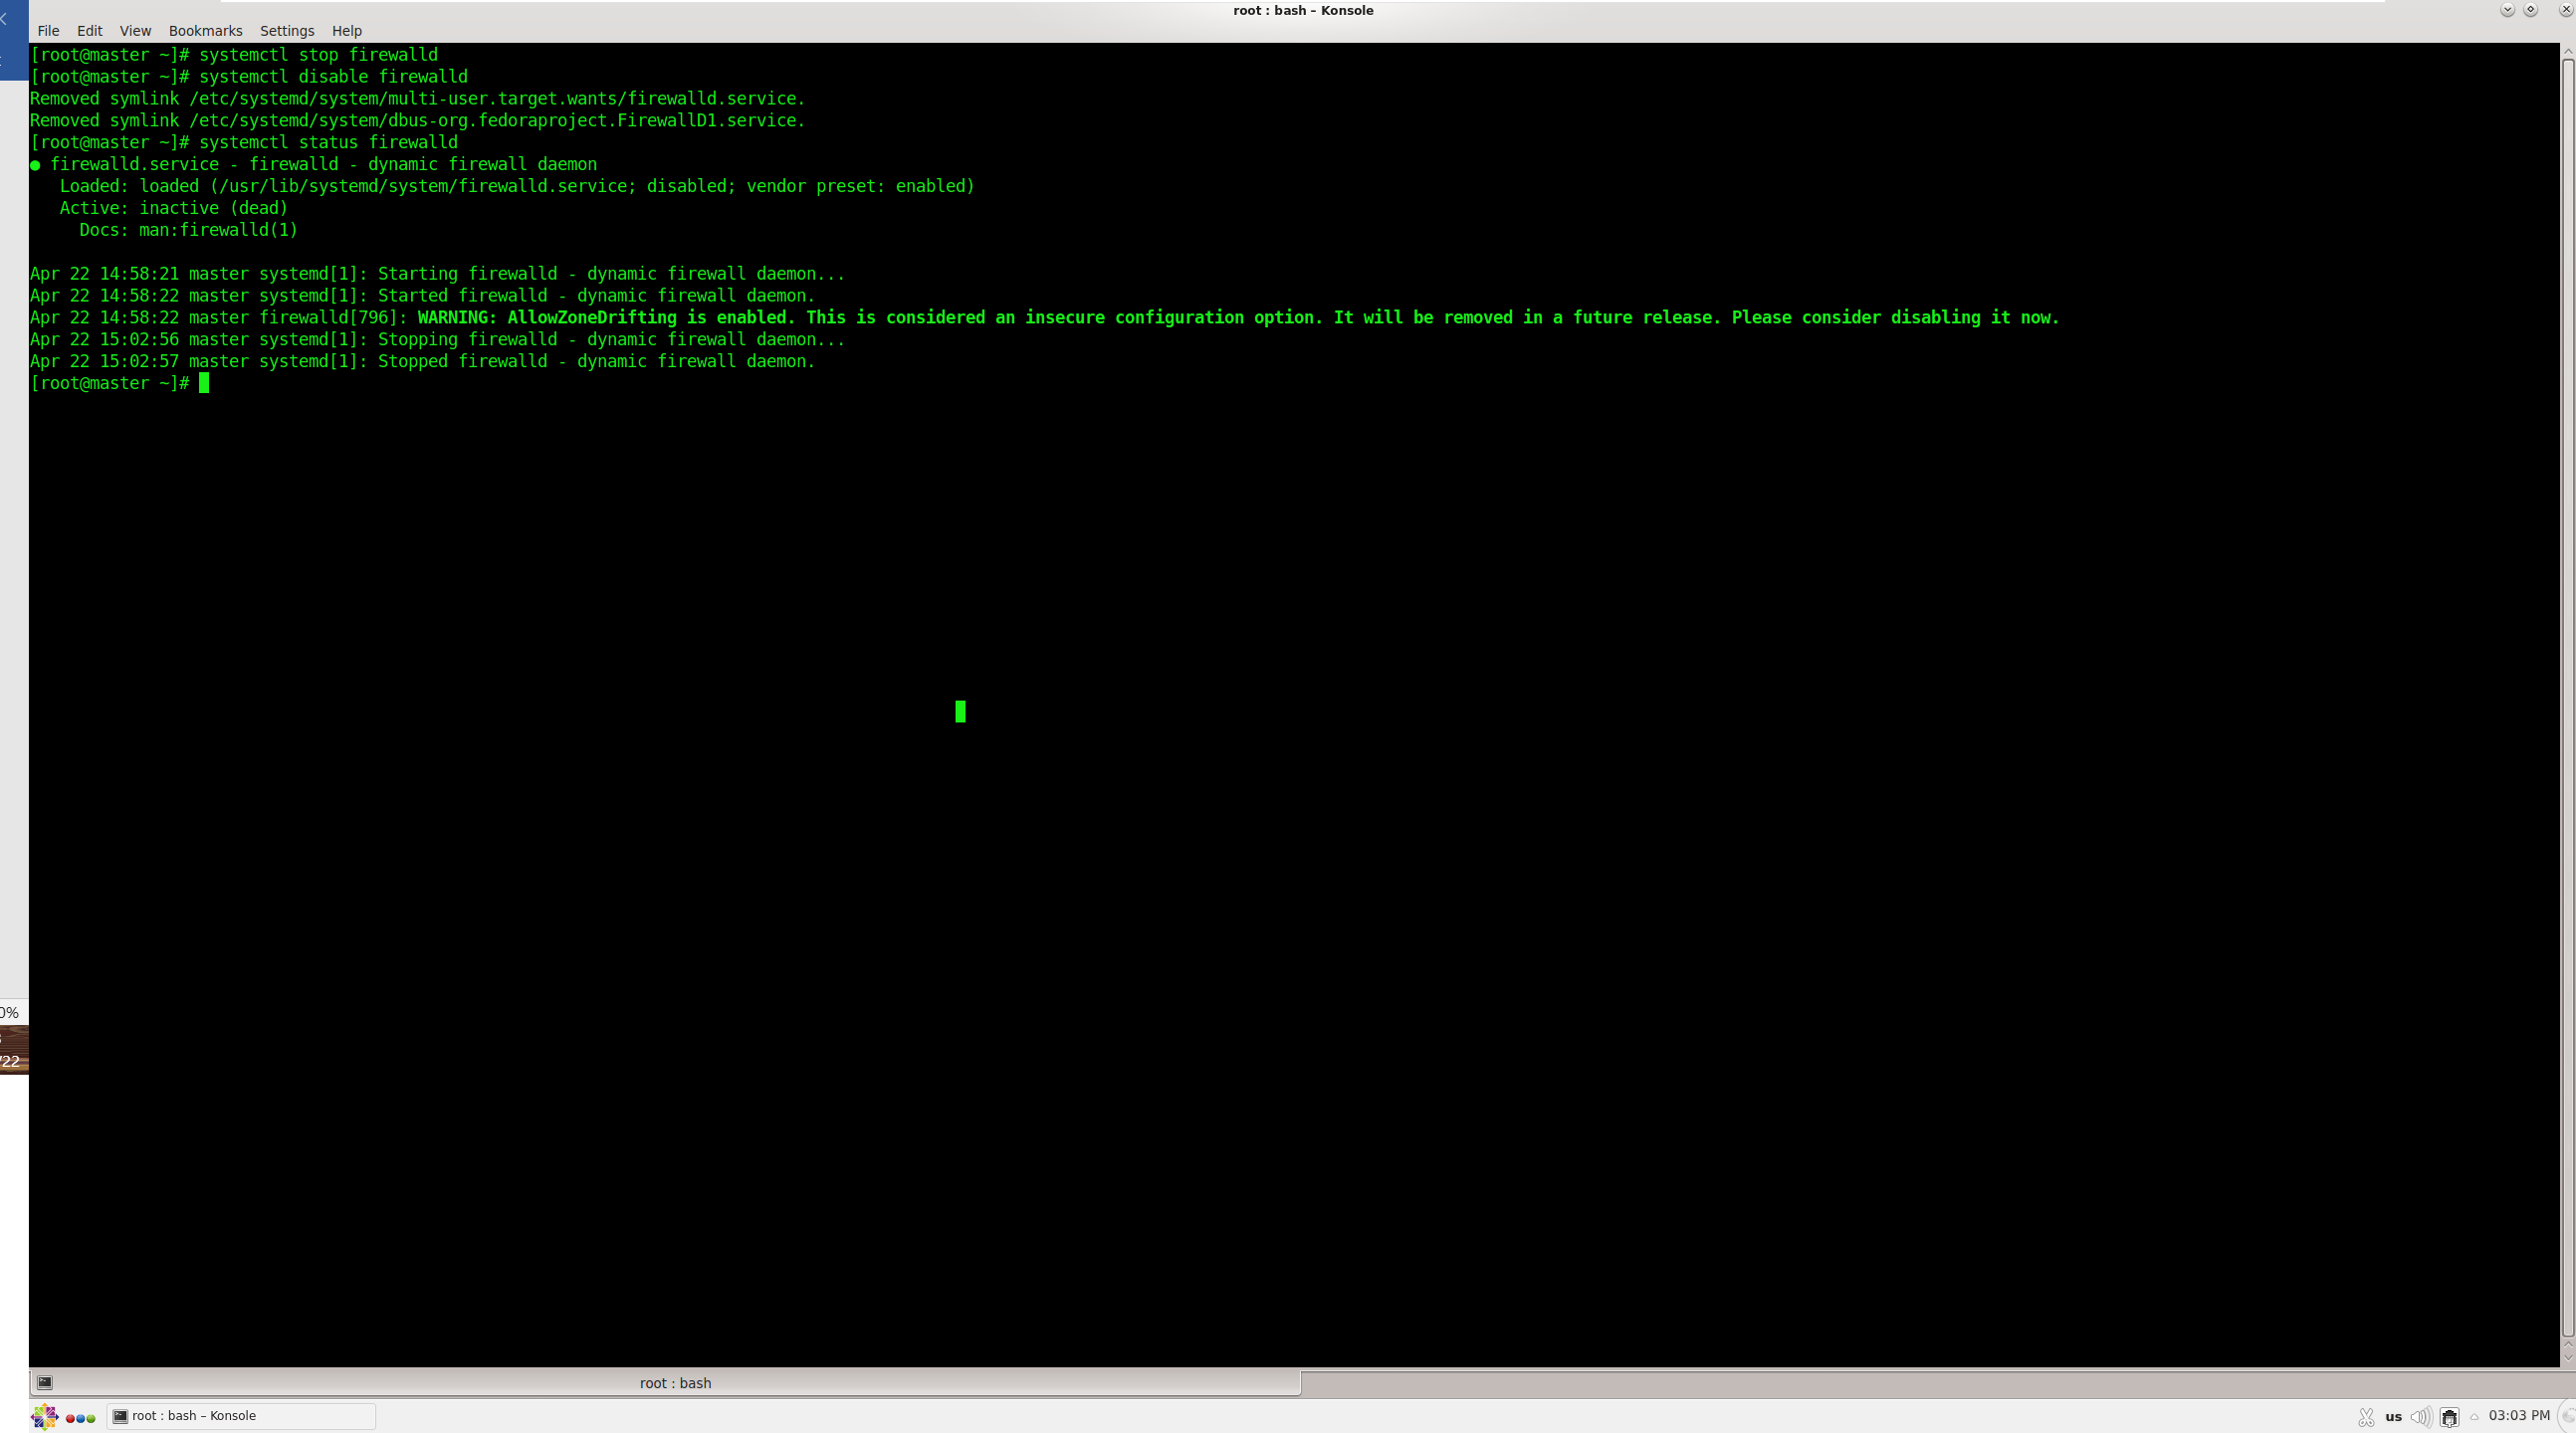 root : bash – Konsole
File Edit View Bookmarks Settings Help
[root@master ~]# systemctl stop firewalld
[root@master ~]# systemctl disable firewalld
Removed symlink /etc/systemd/system/multi-user.target.wants/firewalld.service.
Removed symlink /etc/systemd/system/dbus-org.fedoraproject.FirewallD1.service.
[root@master ~]# systemctl status firewalld
● firewalld.service - firewalld - dynamic firewall daemon
Loaded: loaded (/usr/lib/systemd/system/firewalld.service; disabled; vendor preset: enabled)
Active: inactive (dead)
Docs: man:firewalld(1)
Apr 22 14:58:21 master systemd[1]: Starting firewalld - dynamic firewall daemon...
Apr 22 14:58:22 master systemd[1]: Started firewalld - dynamic firewall daemon.
Apr 22 14:58:22 master firewalld[796]: WARNING: AllowZoneDrifting is enabled. This is considered an insecure configuration option. It will be removed in a future release. Please consider disabling it now.
Apr 22 15:02:56 master systemd[1]: Stopping firewalld - dynamic firewall daemon...
Apr 22 15:02:57 master systemd[1]: Stopped firewalld - dynamic firewall daemon.
[root@master ~]#
0%
/22
root : bash
root : bash – Konsole
us
03:03 PM